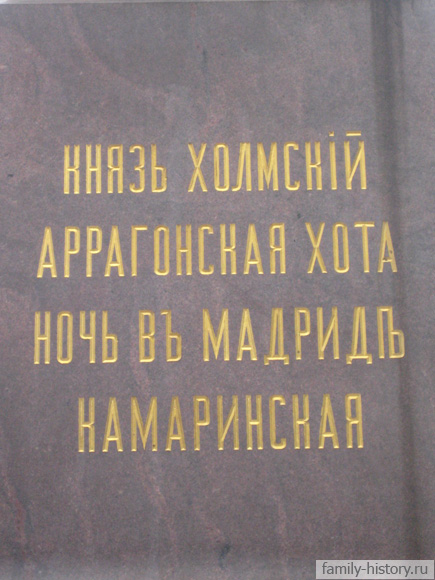 КНЯЗЬ ХОЛМСКІЙ
АРРАГОНСКАЯ ХОТА
НОЧЬ ВЪ МАДРИДѢ
КАМАРИНСКАЯ
family-history.ru